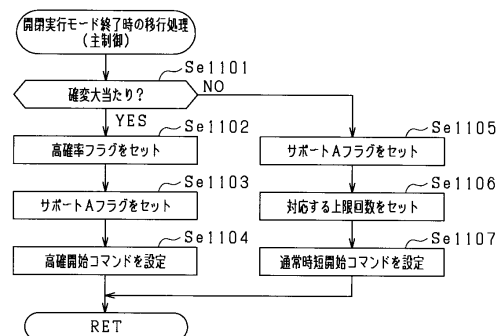 開閉実行モード終了時の移行処理
(主制御)
Se1101
確変大当たり?
NO
YES
Se1102
高確率フラグをセット
Se1103
サポートAフラグをセット
Se1104
高確開始コマンドを設定
Se1105
サポートAフラグをセット
Se1106
対応する上限回数をセット
Se1107
通常時短開始コマンドを設定
RET